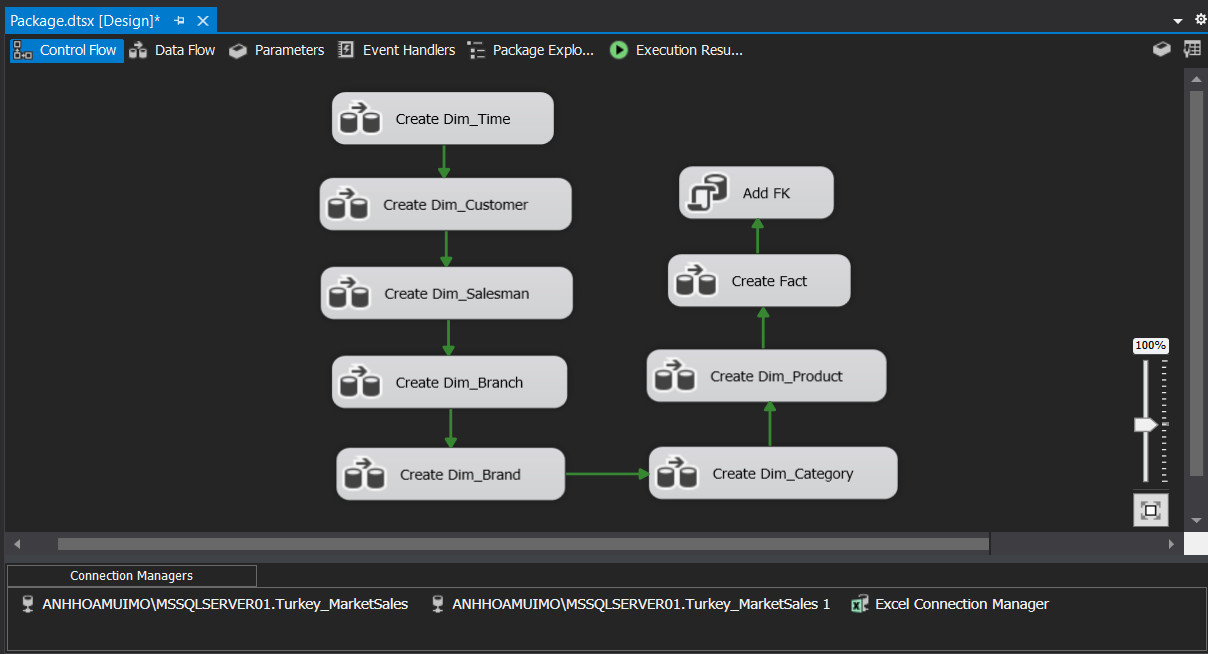 Package.dtsx [Design]*
Control Flow
Data Flow
Parameters
Event Handlers
Package Explo...
Execution Resu...
Create Dim_Time
Create Dim_Customer
Create Dim_Salesman
Create Dim_Branch
Create Dim_Brand
Create Dim_Category
Create Dim_Product
Create Fact
Add FK
100%
Connection Managers
ANHHOAMUIMO\MSSQLSERVER01.Turkey_MarketSales
ANHHOAMUIMO\MSSQLSERVER01.Turkey_MarketSales 1
Excel Connection Manager